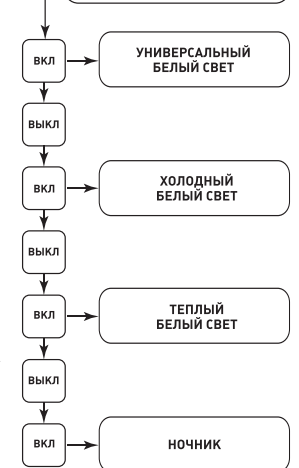 ВКЛ
УНИВЕРСАЛЬНЫЙ
БЕЛЫЙ СВЕТ
ВЫКЛ
ВКЛ
ХОЛОДНЫЙ
БЕЛЫЙ СВЕТ
ВЫКЛ
ВКЛ
ТЕПЛЫЙ
БЕЛЫЙ СВЕТ
ВЫКЛ
ВКЛ
НОЧНИК